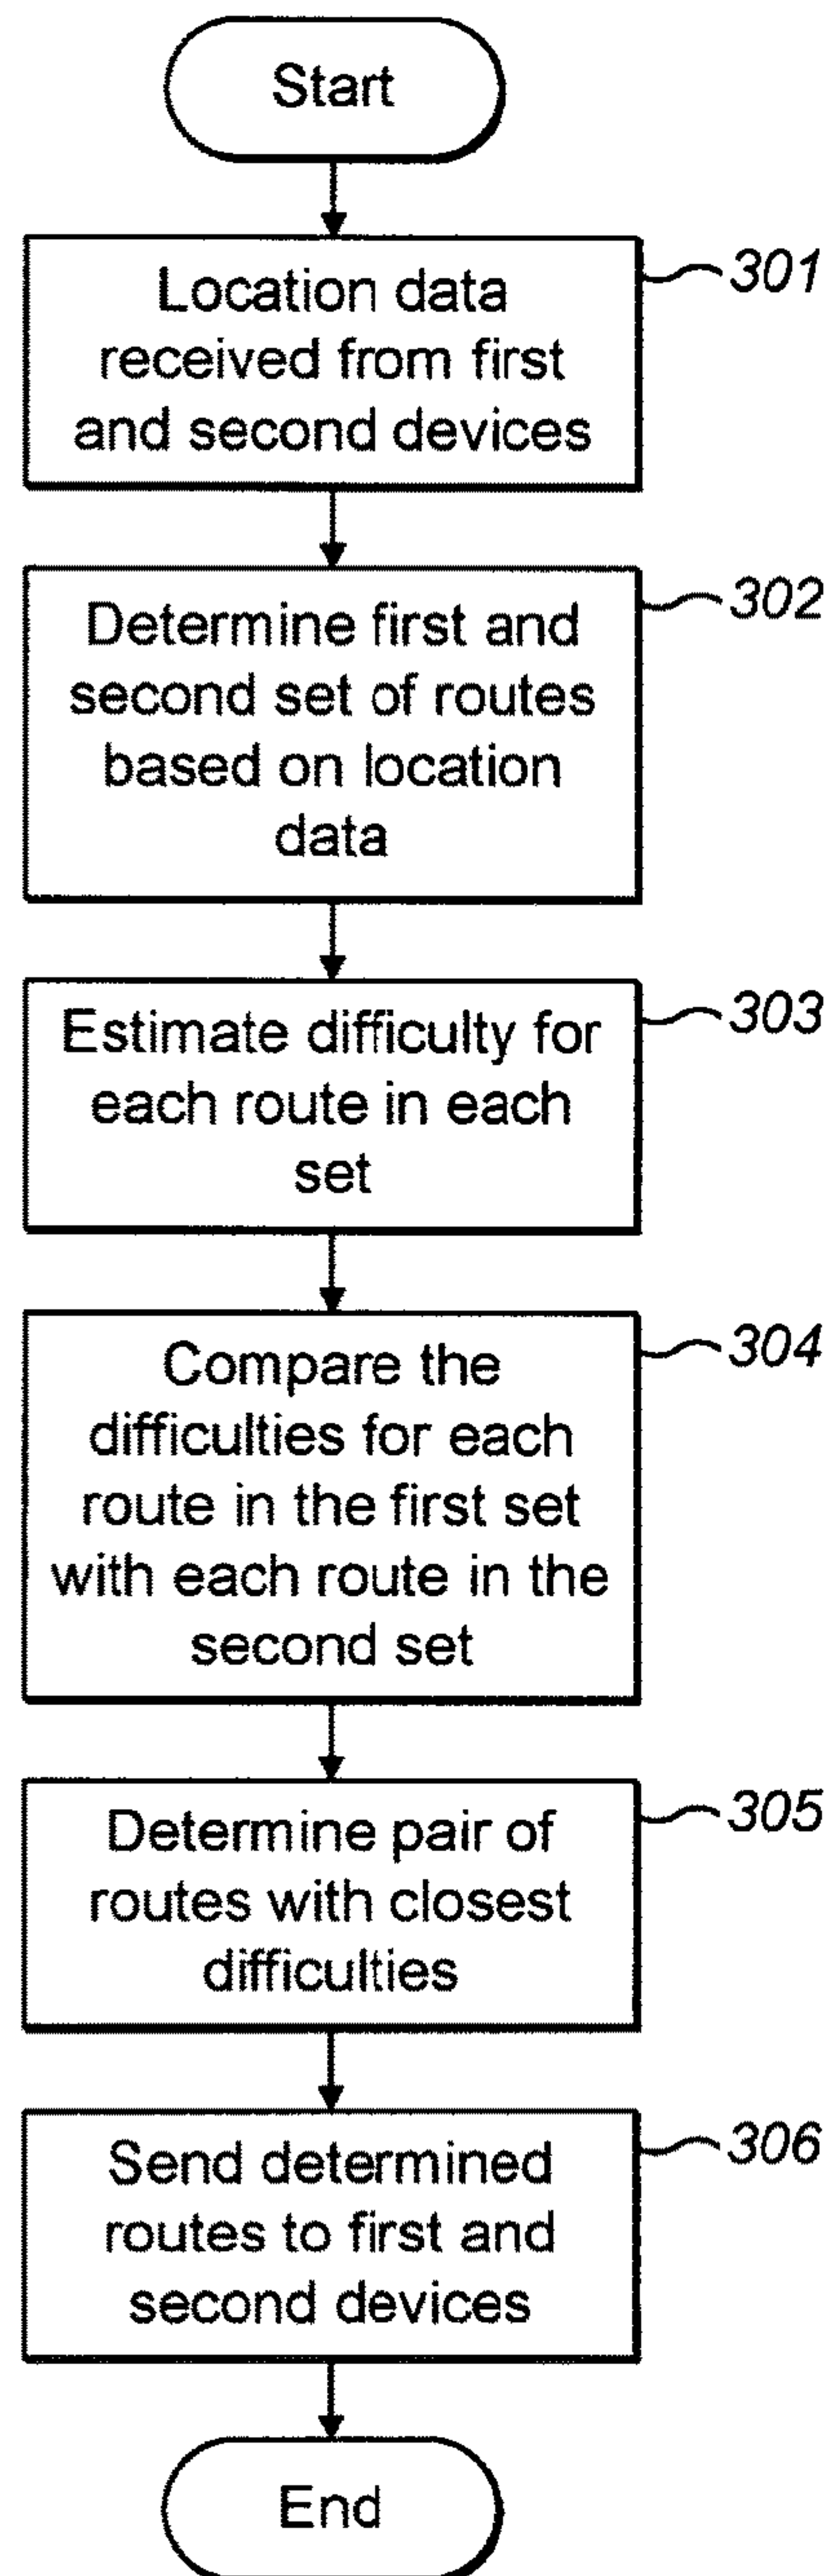 Start
Location data
received from first
and second devices
301
Determine first and
second set of routes
based on location
data
302
Estimate difficulty for
each route in each
set
303
Compare the
difficulties for each
route in the first set
with each route in the
second set
304
Determine pair of
routes with closest
difficulties
305
Send determined
routes to first and
second devices
306
End